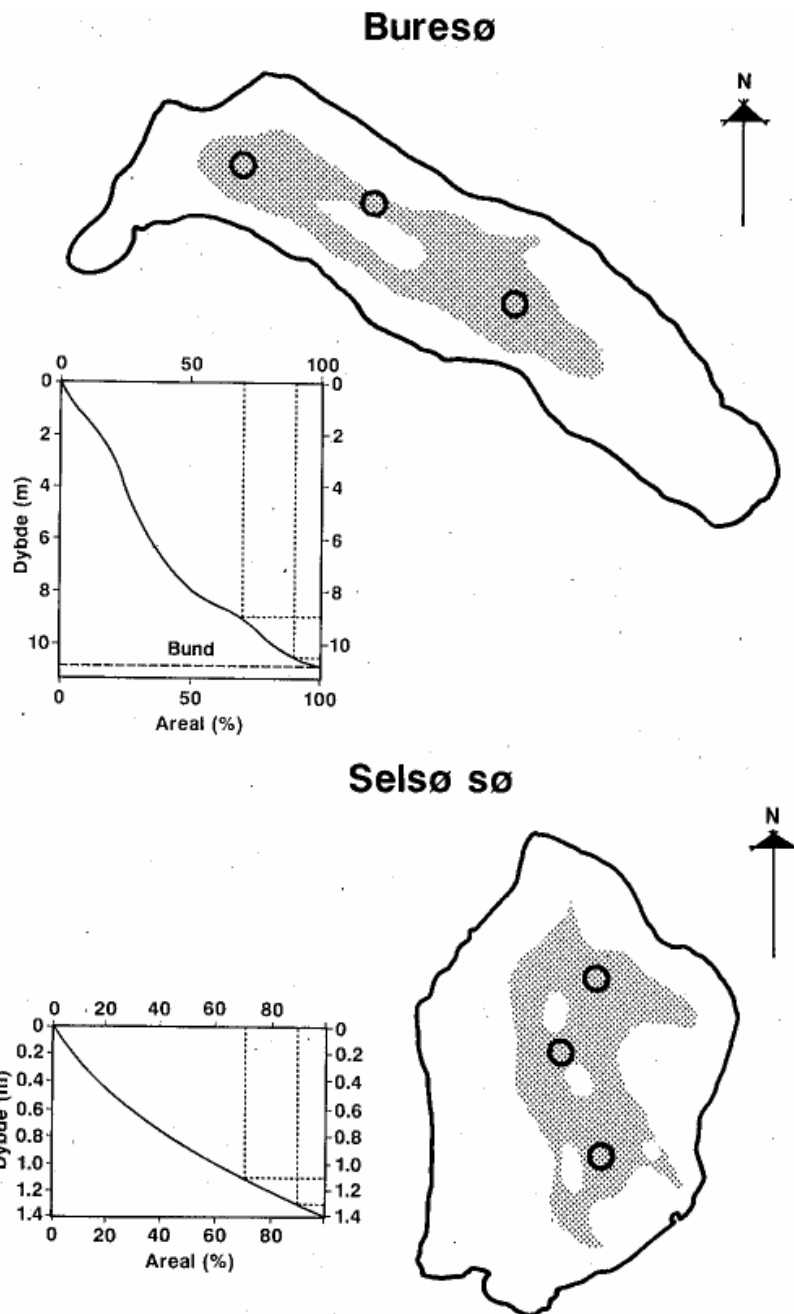 Buresø
N
0 50 100
0 0
2 2
4 4
6 6
8 8
10 10
Dybde (m)
Bund
0 50 100
Areal (%)
Selsø sø
N
0 20 40 60 80
0 0
0.2 0.2
0.4 0.4
0.6 0.6
0.8 0.8
1.0 1.0
1.2 1.2
1.4 1.4
Dybde (m)
0 20 40 60 80
Areal (%)